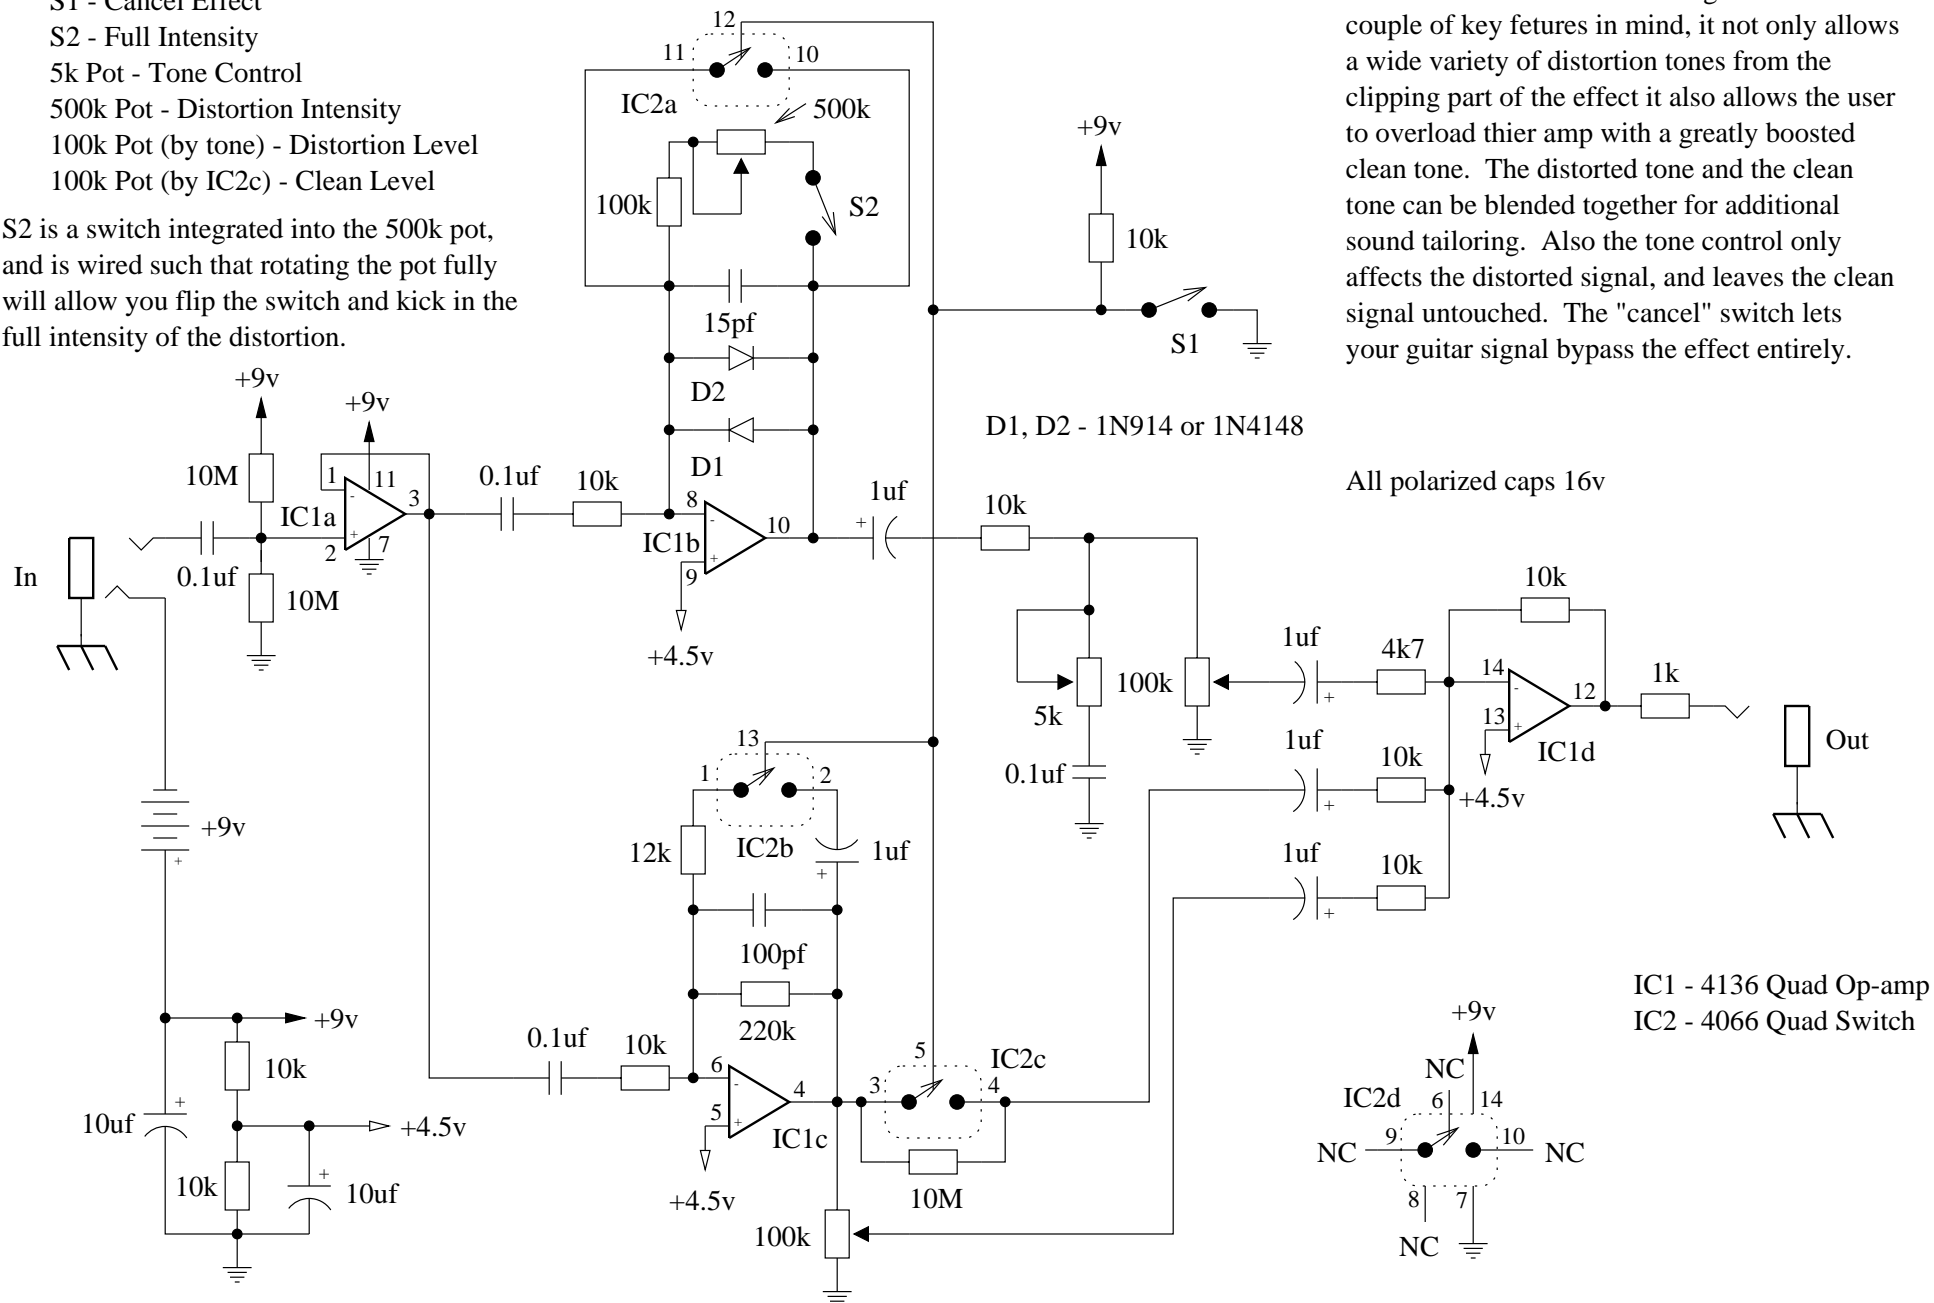 S1 - Cancel Effect
S2 - Full Intensity
5k Pot - Tone Control
500k Pot - Distortion Intensity
100k Pot (by tone) - Distortion Level
100k Pot (by IC2c) - Clean Level
S2 is a switch integrated into the 500k pot,
and is wired such that rotating the pot fully
will allow you flip the switch and kick in the
full intensity of the distortion.
couple of key fetures in mind, it not only allows
a wide variety of distortion tones from the
clipping part of the effect it also allows the user
to overload thier amp with a greatly boosted
clean tone. The distorted tone and the clean
tone can be blended together for additional
sound tailoring. Also the tone control only
affects the distorted signal, and leaves the clean
signal untouched. The "cancel" switch lets
your guitar signal bypass the effect entirely.
12
11
10
IC2a
500k
100k
S2
15pf
D2
D1
+9v
10k
S1
D1, D2 - 1N914 or 1N4148
All polarized caps 16v
+9v
+9v
10M
1
-
11
3
IC1a
+
2
7
In
0.1uf
10M
0.1uf
10k
8
-
10
IC1b
+
9
+4.5v
1uf
+
10k
5k
100k
0.1uf
1uf
+
4k7
10k
14
-
12
13
+
IC1d
+4.5v
1k
Out
1uf
+
10k
1uf
+
10k
13
1
2
IC2b
12k
1uf
+
100pf
220k
0.1uf
10k
6
-
4
5
+
IC1c
+4.5v
5
IC2c
3
4
10M
100k
+9v
+
+9v
10k
10uf
+
+4.5v
10k
+
10uf
IC1 - 4136 Quad Op-amp
IC2 - 4066 Quad Switch
+9v
NC
IC2d
6
14
NC
9
10
NC
8
7
NC